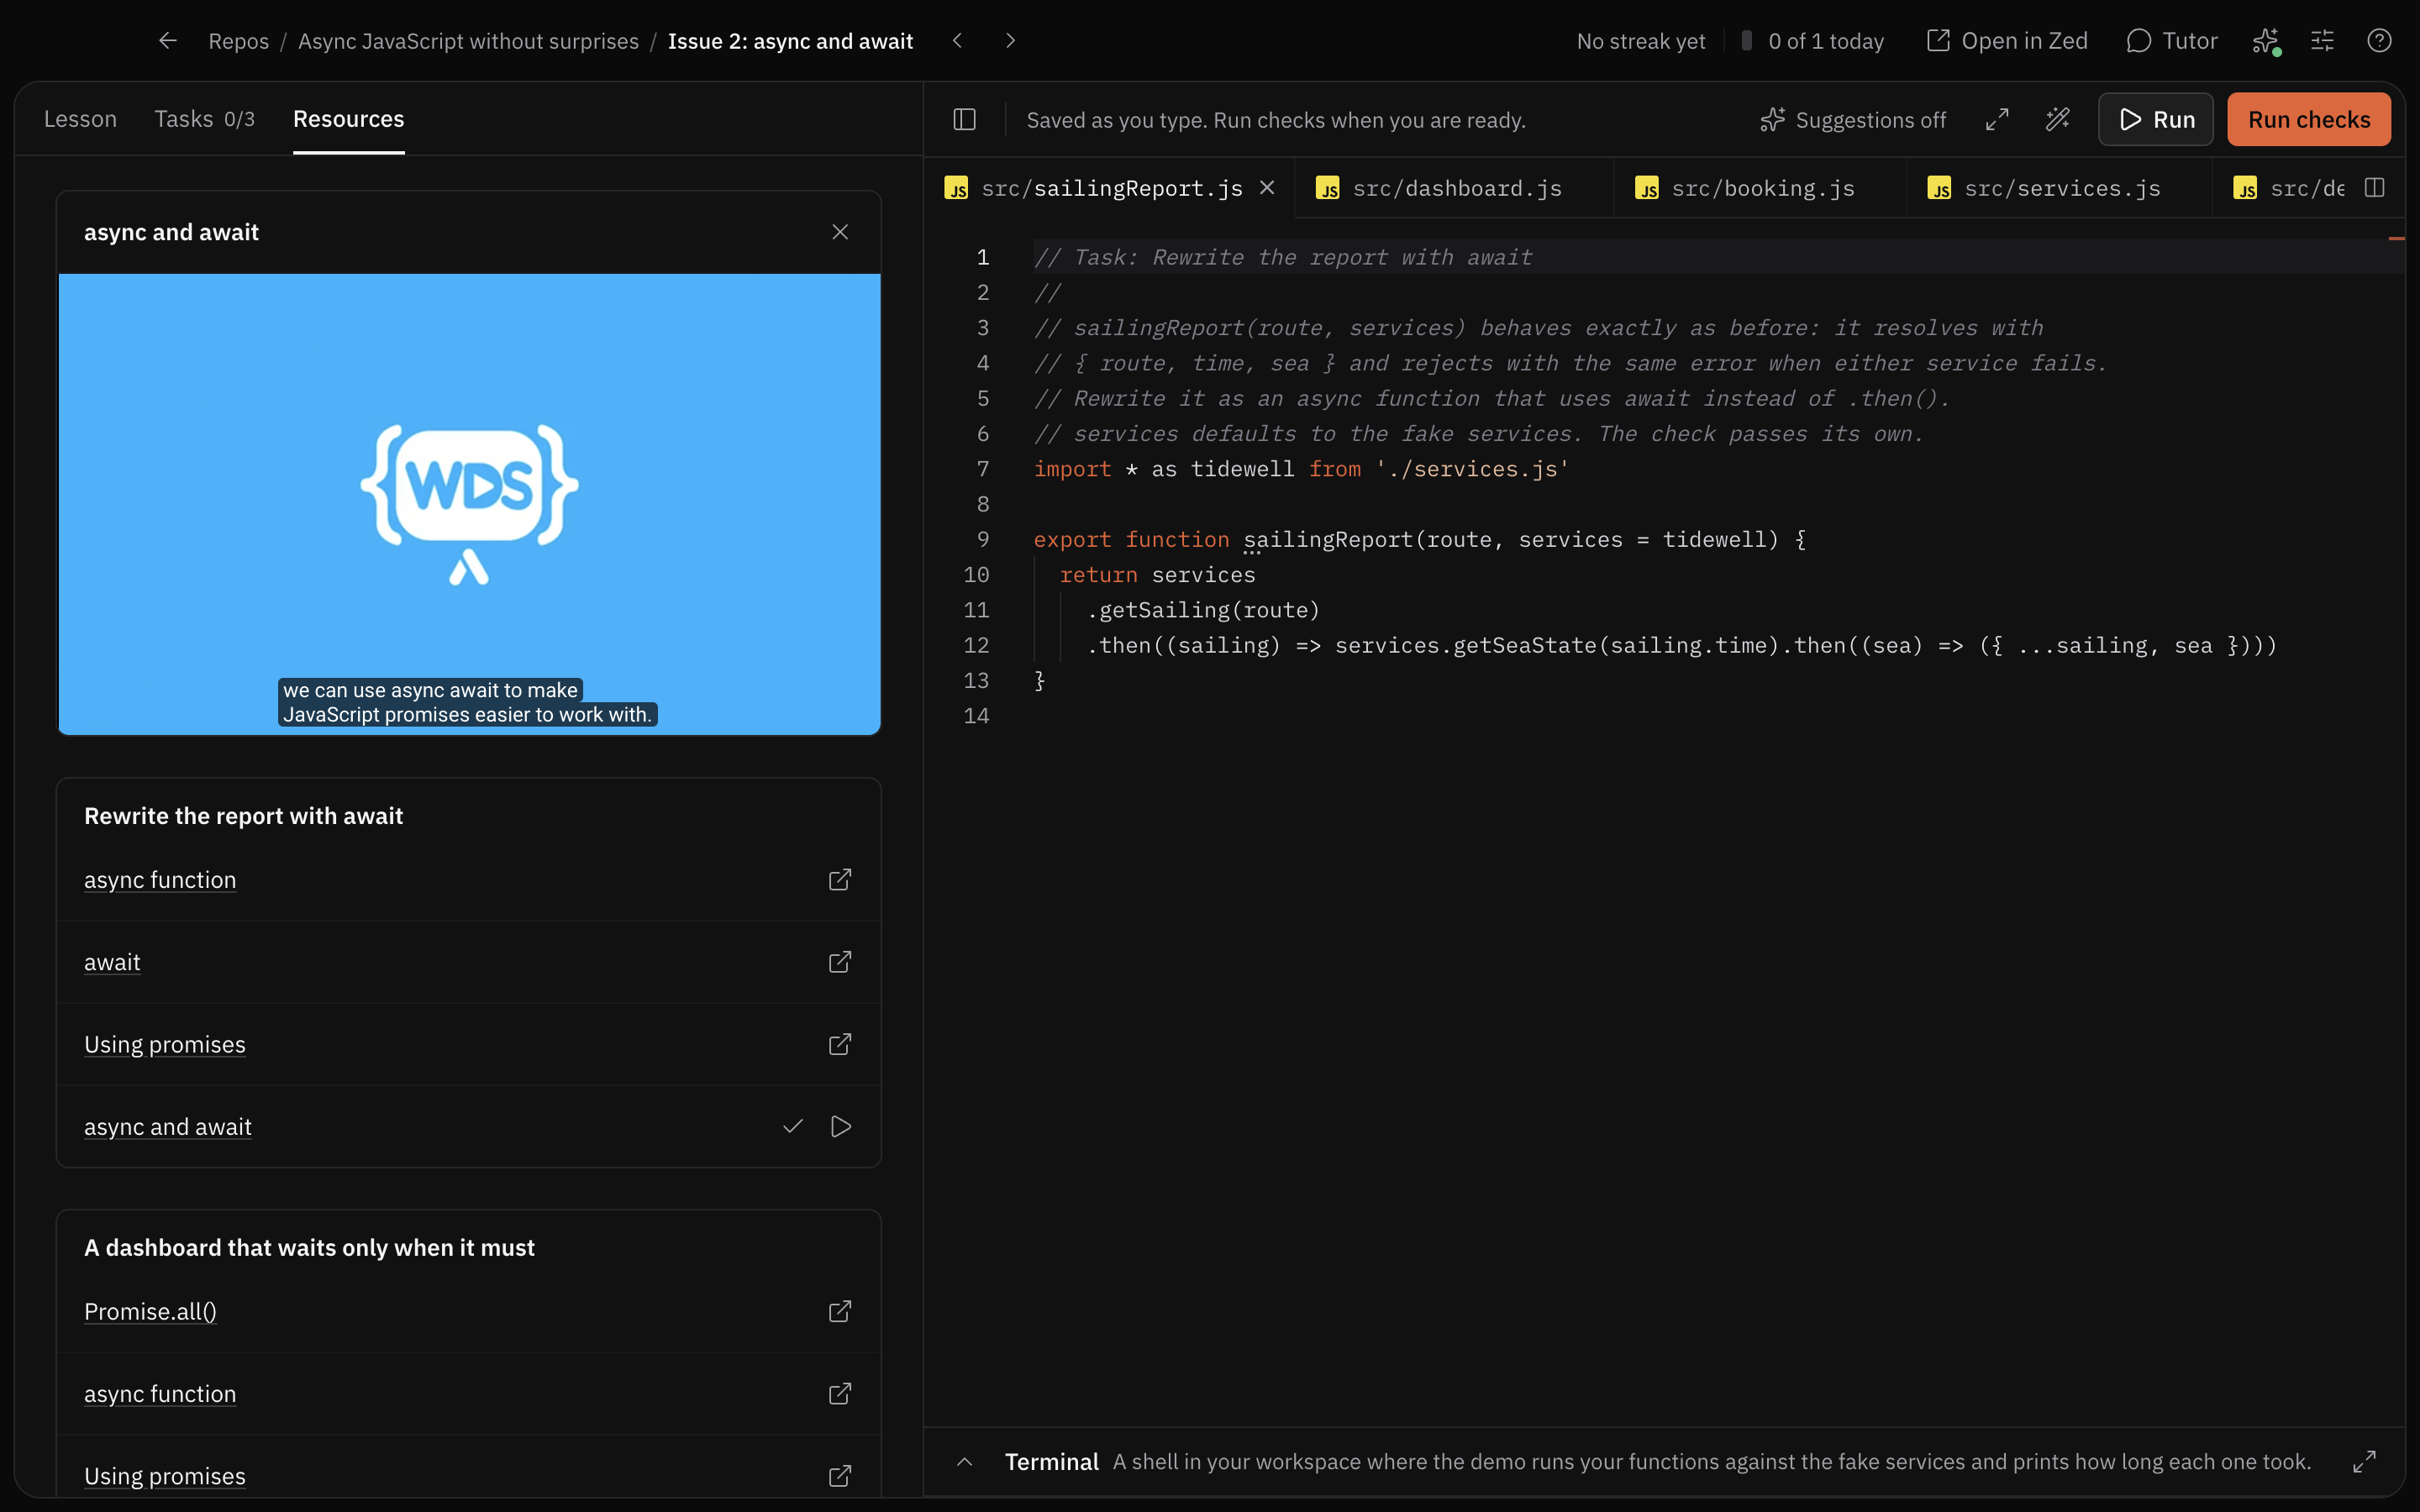 Repos / Async JavaScript without surprises / Issue 2: async and await
No streak yet
0 of 1 today
Open in Zed
Tutor
Lesson
Tasks 0/3
Resources
async and await
WDS
we can use async await to make
JavaScript promises easier to work with.
Rewrite the report with await
async function
await
Using promises
async and await
A dashboard that waits only when it must
Promise.all()
async function
Using promises
Saved as you type. Run checks when you are ready.
Suggestions off
Run
Run checks
JS src/sailingReport.js
JS src/dashboard.js
JS src/booking.js
JS src/services.js
JS src/de
1 // Task: Rewrite the report with await
2 //
3 // sailingReport(route, services) behaves exactly as before: it resolves with
4 // { route, time, sea } and rejects with the same error when either service fails.
5 // Rewrite it as an async function that uses await instead of .then().
6 // services defaults to the fake services. The check passes its own.
7 import * as tidewell from './services.js'
8
9 export function sailingReport(route, services = tidewell) {
10 return services
11 .getSailing(route)
12 .then((sailing) => services.getSeaState(sailing.time).then((sea) => ({ ...sailing, sea })))
13 }
14
Terminal A shell in your workspace where the demo runs your functions against the fake services and prints how long each one took.